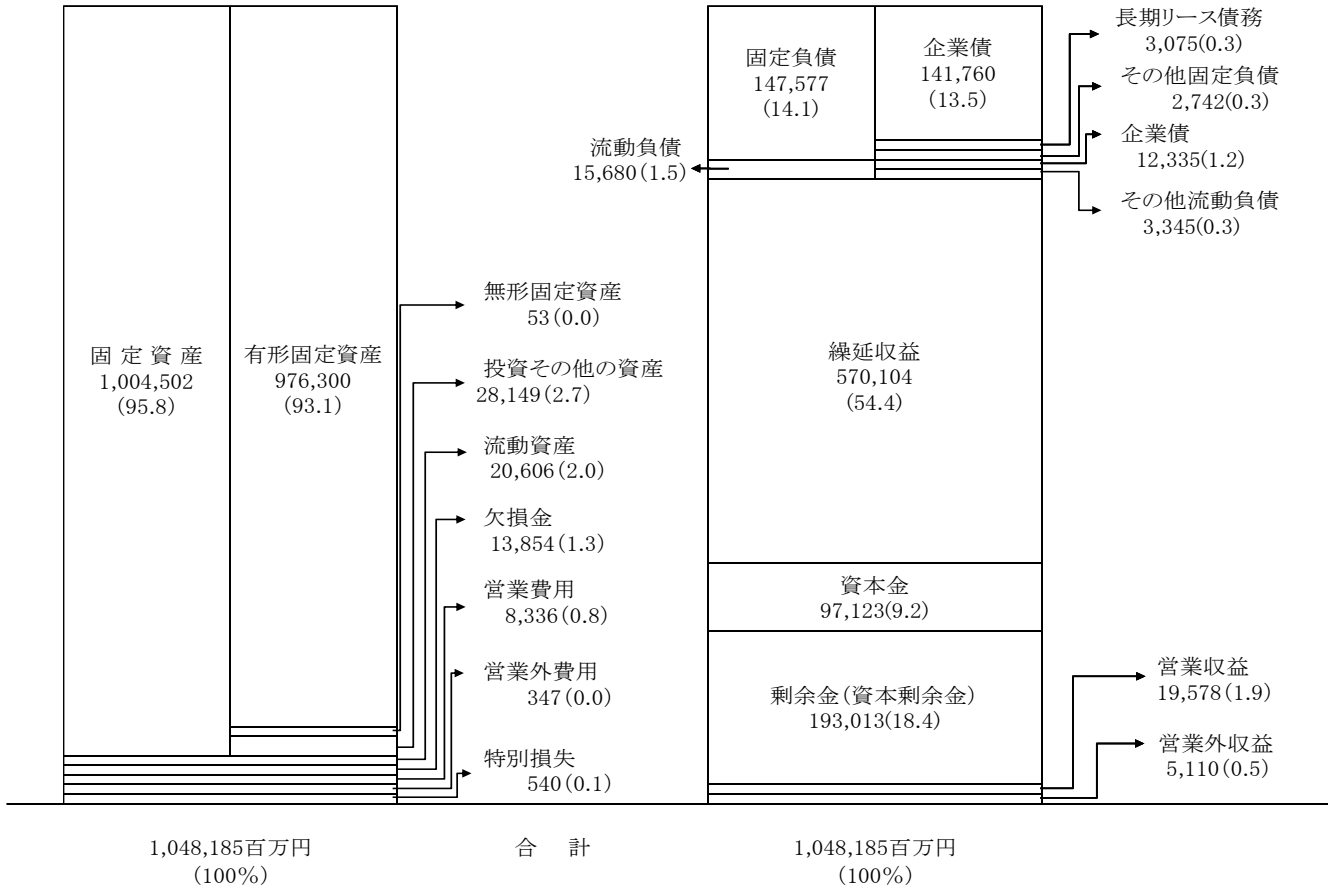 固 定 資 産
1,004,502
(95.8)
有形固定資産
976,300
(93.1)
無形固定資産
53(0.0)
投資その他の資産
28,149(2.7)
流動資産
20,606(2.0)
欠損金
13,854(1.3)
営業費用
8,336(0.8)
営業外費用
347(0.0)
特別損失
540(0.1)
固定負債
147,577
(14.1)
企業債
141,760
(13.5)
長期リース債務
3,075(0.3)
その他固定負債
2,742(0.3)
企業債
12,335(1.2)
その他流動負債
3,345(0.3)
流動負債
15,680(1.5)
繰延収益
570,104
(54.4)
資本金
97,123(9.2)
剰余金(資本剰余金)
193,013(18.4)
営業収益
19,578(1.9)
営業外収益
5,110(0.5)
1,048,185百万円
(100%)
合 計
1,048,185百万円
(100%)